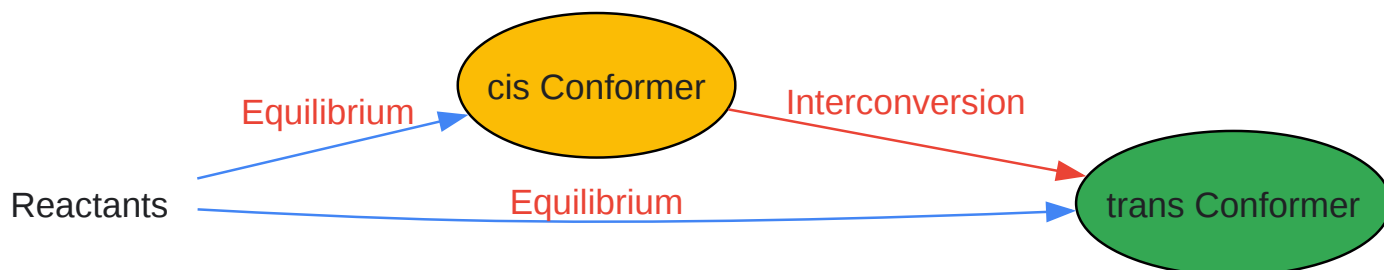 cis Conformer
Equilibrium
Interconversion
Reactants
Equilibrium
trans Conformer